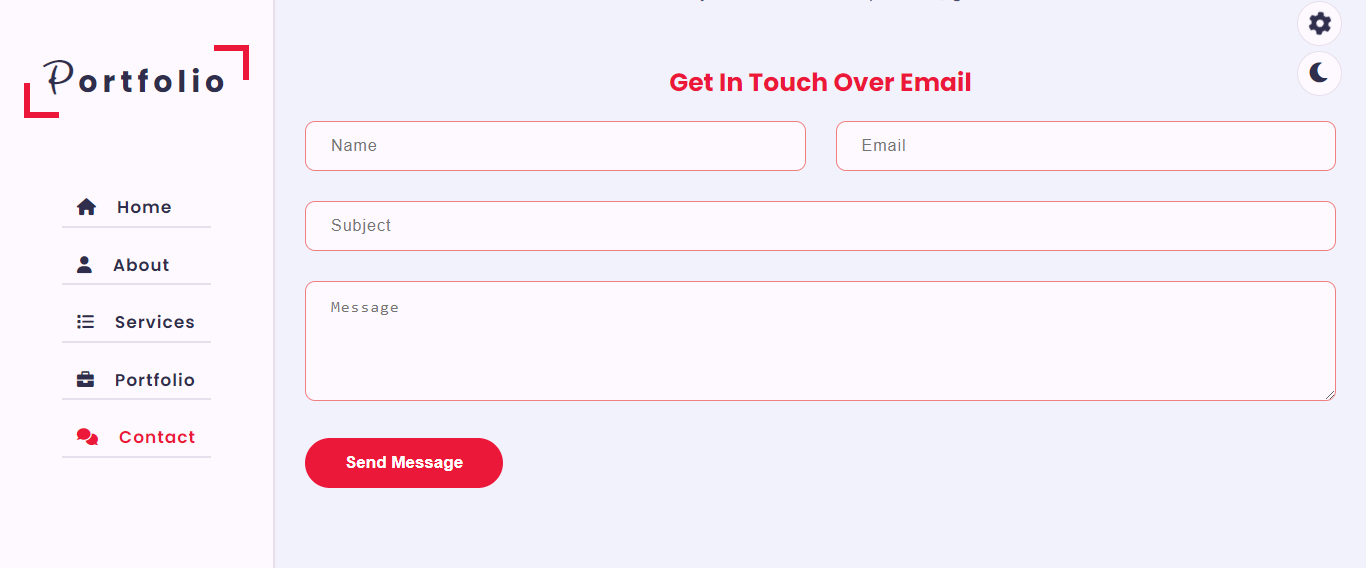 Portfolio
Home
About
Services
Portfolio
Contact
Get In Touch Over Email
Name
Email
Subject
Message
Send Message